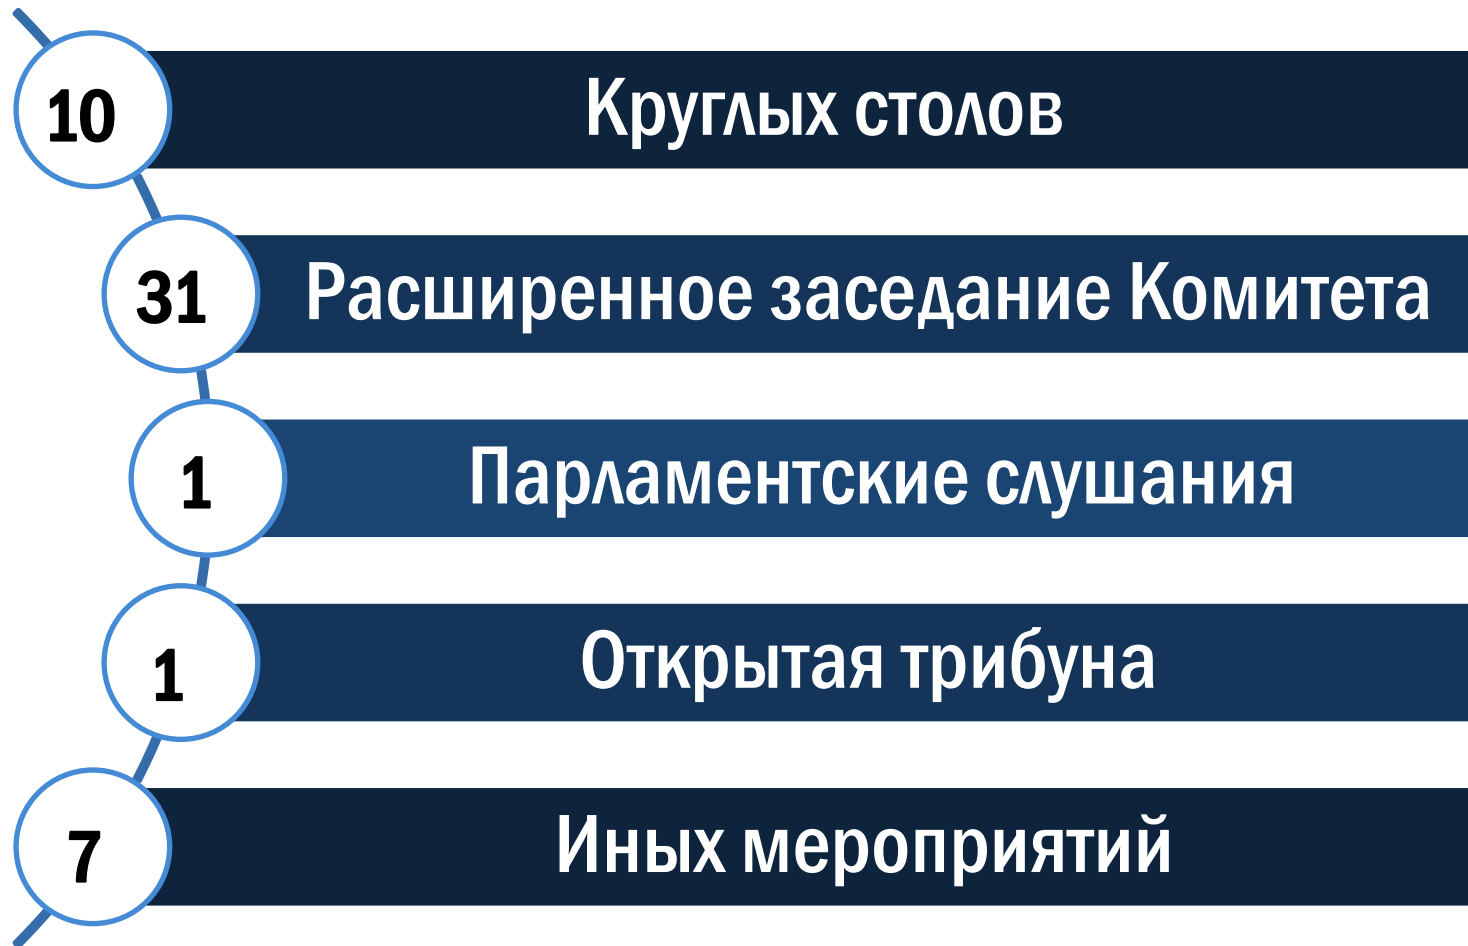 10
Круглых столов
31
Расширенное заседание Комитета
1
Парламентские слушания
1
Открытая трибуна
7
Иных мероприятий